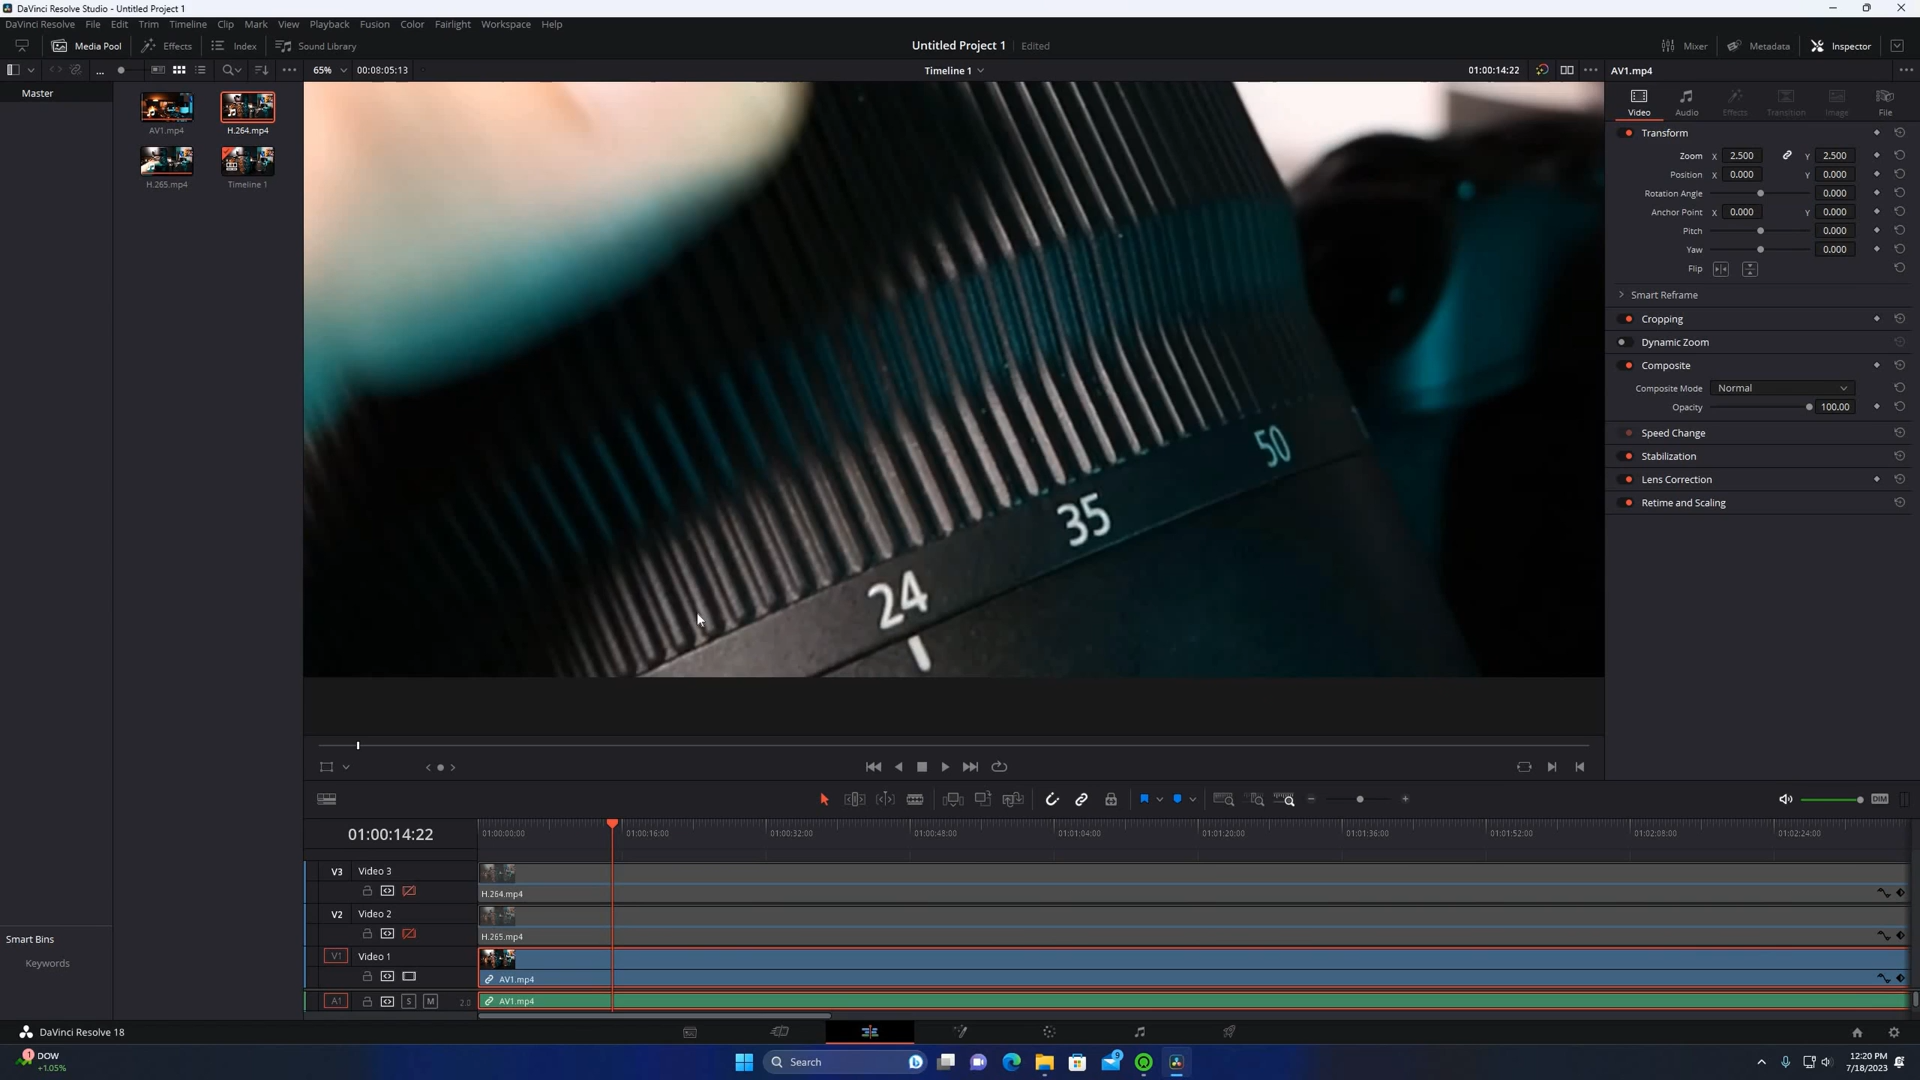 DaVinci Resolve Studio - Untitled Project 1
DaVinci Resolve File Edit Trim Timeline Clip Mark View Playback Fusion Color Fairlight Workspace Help
Media Pool Effects Index Sound Library Untitled Project 1 Edited Mixer Metadata Inspector
65% 00:08:05:13 Timeline 1 01:00:14:22 AV1.mp4
Master
AV1.mp4 H.264.mp4
H.265.mp4 Timeline 1
Video Audio Effects Transition Image File
Transform
Zoom X 2.500 Y 2.500
Position X 0.000 Y 0.000
Rotation Angle 0.000
Anchor Point X 0.000 Y 0.000
Pitch 0.000
Yaw 0.000
Flip
Smart Reframe
Cropping
Dynamic Zoom
Composite
Composite Mode Normal
Opacity 100.00
Speed Change
Stabilization
Lens Correction
Retime and Scaling
50
35
24
DIM
01:00:14:22 01:00:00:00 01:00:16:00 01:00:32:00 01:00:48:00 01:01:04:00 01:01:20:00 01:01:36:00 01:01:52:00 01:02:08:00 01:02:24:00
V3 Video 3
H.264.mp4
V2 Video 2
H.265.mp4
V1 Video 1
AV1.mp4
A1 S M 2.0 AV1.mp4
Smart Bins
Keywords
DaVinci Resolve 18
1 DOW
+1.05%
Search
12:20 PM
7/18/2023